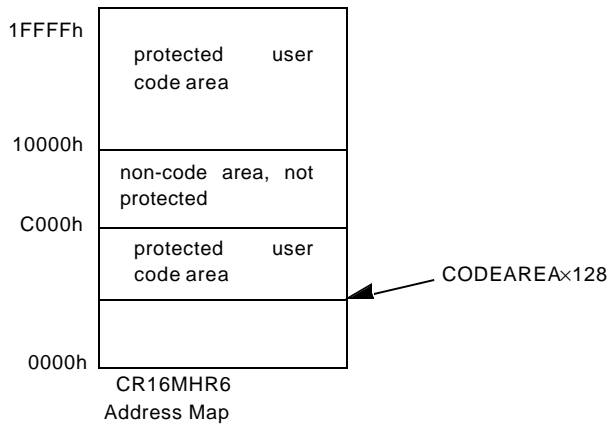 1FFFFh
protected user
code area
10000h
non-code area, not
protected
C000h
protected user
code area
CODEAREA×128
0000h
CR16MHR6
Address Map